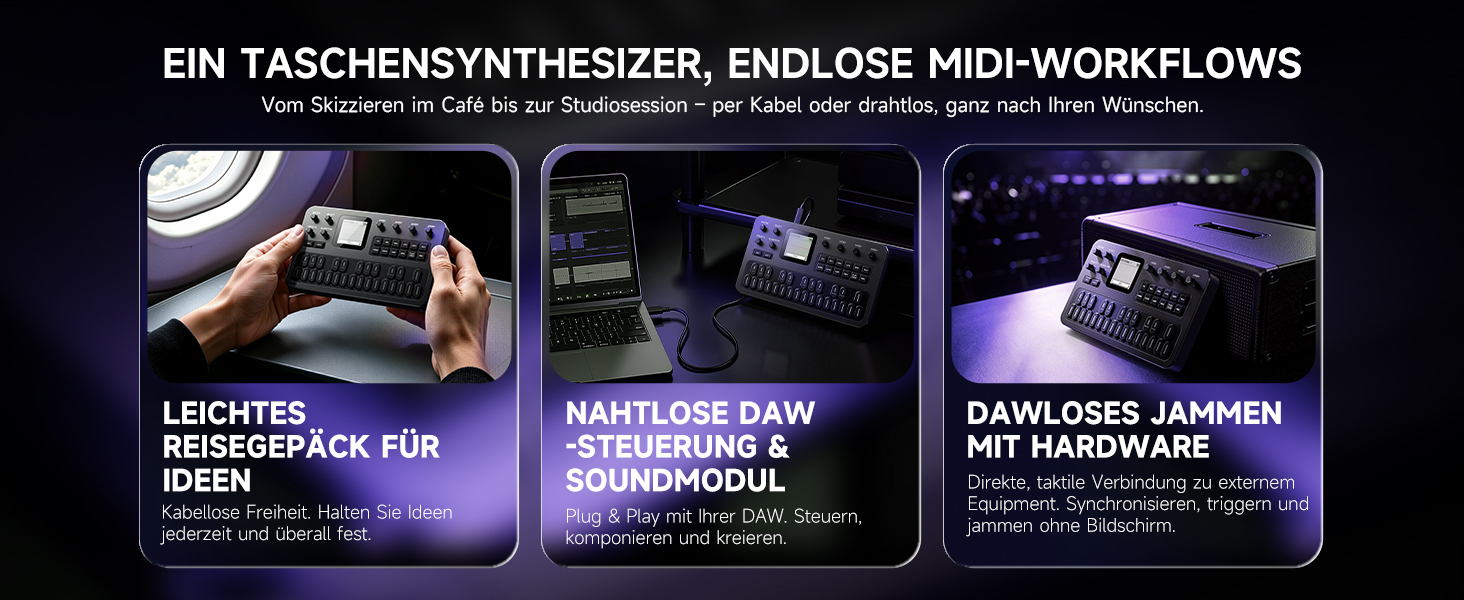 EIN TASCHENSYNTHESIZER, ENDLOSE MIDI-WORKFLOWS
Vom Skizzieren im Café bis zur Studiosession – per Kabel oder drahtlos, ganz nach Ihren Wünschen.
LEICHTES
REISEGEPÄCK FÜR
IDEEN
Kabellose Freiheit. Halten Sie Ideen
jederzeit und überall fest.
NAHTLOSE DAW
-STEUERUNG &
SOUNDMODUL
Plug & Play mit Ihrer DAW. Steuern,
komponieren und kreieren.
DAWLOSES JAMMEN
MIT HARDWARE
Direkte, taktile Verbindung zu externem
Equipment. Synchronisieren, triggern und
jammen ohne Bildschirm.